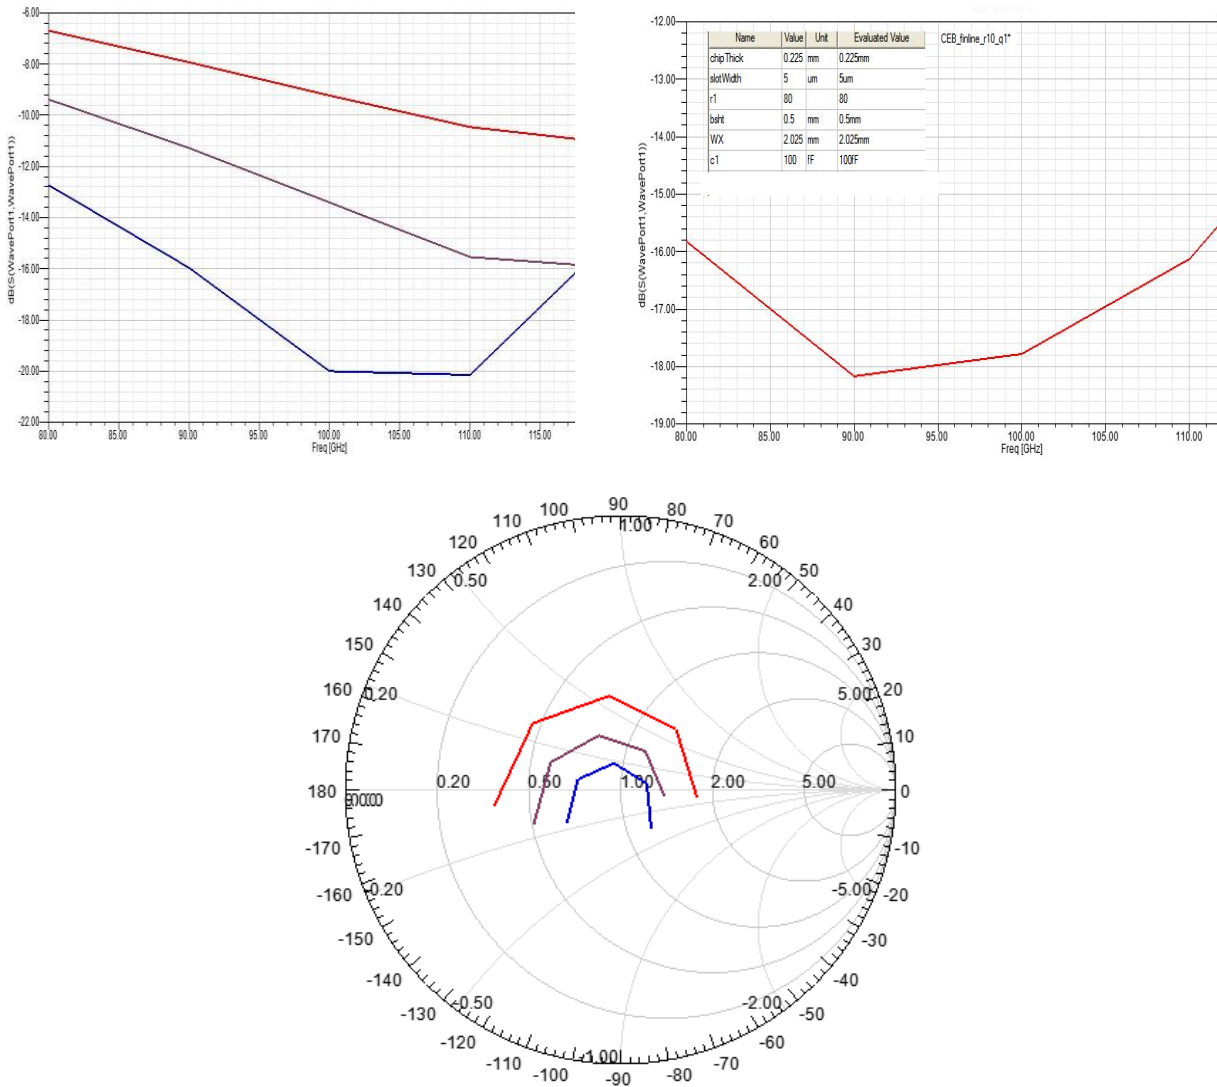 -6.00
-8.00
-10.00
-12.00
-14.00
-16.00
-18.00
-20.00
-22.00
dB(S(WavePort1,WavePort1))
80.00 85.00 90.00 95.00 100.00 105.00 110.00 115.00
Freq [GHz]
-12.00
-13.00
-14.00
-15.00
-16.00
-17.00
-18.00
-19.00
dB(S(WavePort1,WavePort1))
Name Value Unit Evaluated Value
chipThick 0.225 mm 0.225mm
slotWidth 5 um 5um
r1 80 80
bsht 0.5 mm 0.5mm
WX 2.025 mm 2.025mm
c1 100 fF 100fF
CEB_finline_r10_q1*
80.00 85.00 90.00 95.00 100.00 105.00 110.00
Freq [GHz]
90
100 80
110 1.00 70
120 60
130 0.50 2.00 50
140 40
150 30
160 0.20 5.00 20
170 10
180 0.20 0.50 1.00 2.00 5.00 0
-170 -10
-160 -0.20 -5.00 -20
-150 -30
-140 -40
-130 -0.50 -2.00 -50
-120 -60
-110 -1.00 -70
-100 -80
-90